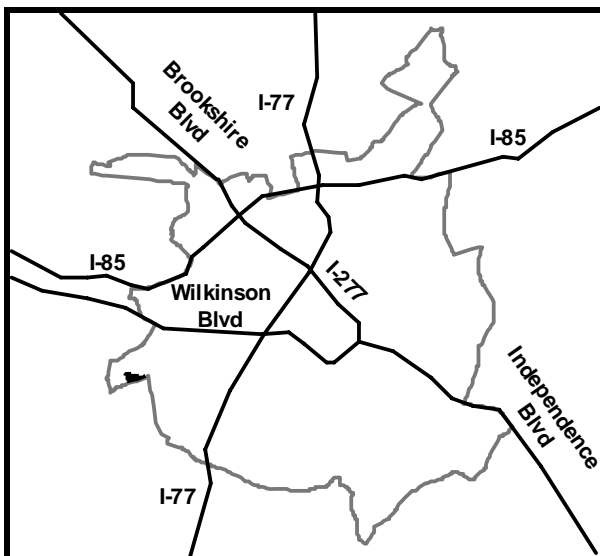 Brookshire
Blvd
I-77
I-85
I-85
Wilkinson
Blvd
I-277
Independence
Blvd
I-77